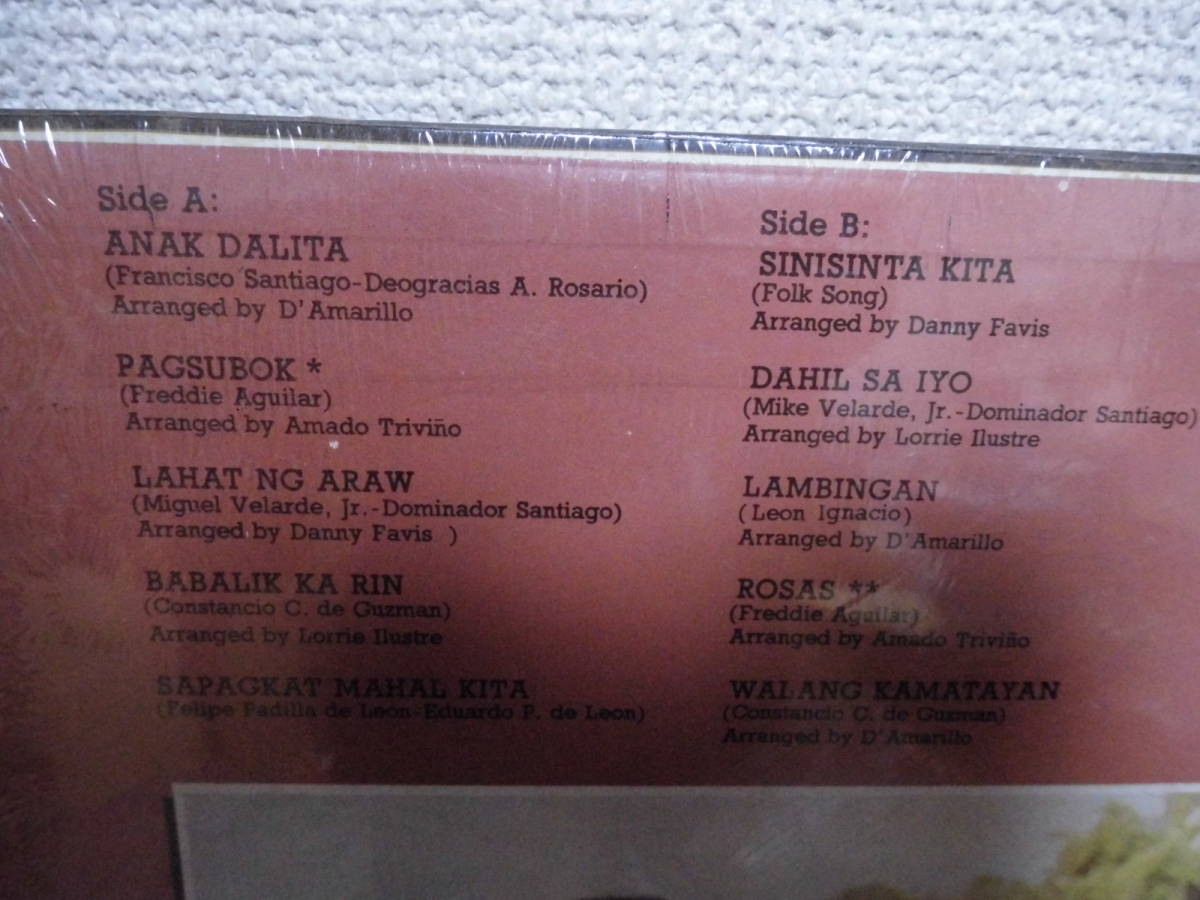 Side A:
ANAK DALITA
(Francisco Santiago-Deogracias A. Rosario)
Arranged by D'Amarillo
PAGSUBOK *
(Freddie Aguilar)
Arranged by Amado Triviño
LAHAT NG ARAW
(Miguel Velarde, Jr.-Dominador Santiago)
Arranged by Danny Favis )
BABALIK KA RIN
(Constancio C. de Guzman)
Arranged by Lorrie Ilustre
SAPAGKAT MAHAL KITA
(Felipe Padilla de Leon-Eduardo P. de Leon)
Side B:
SINISINTA KITA
(Folk Song)
Arranged by Danny Favis
DAHIL SA IYO
(Mike Velarde, Jr.-Dominador Santiago)
Arranged by Lorrie Ilustre
LAMBINGAN
(Leon Ignacio)
Arranged by D'Amarillo
ROSAS **
(Freddie Aguilar)
Arranged by Amado Triviño
WALANG KAMATAYAN
(Constancio C. de Guzman)
Arranged by D'Amarillo